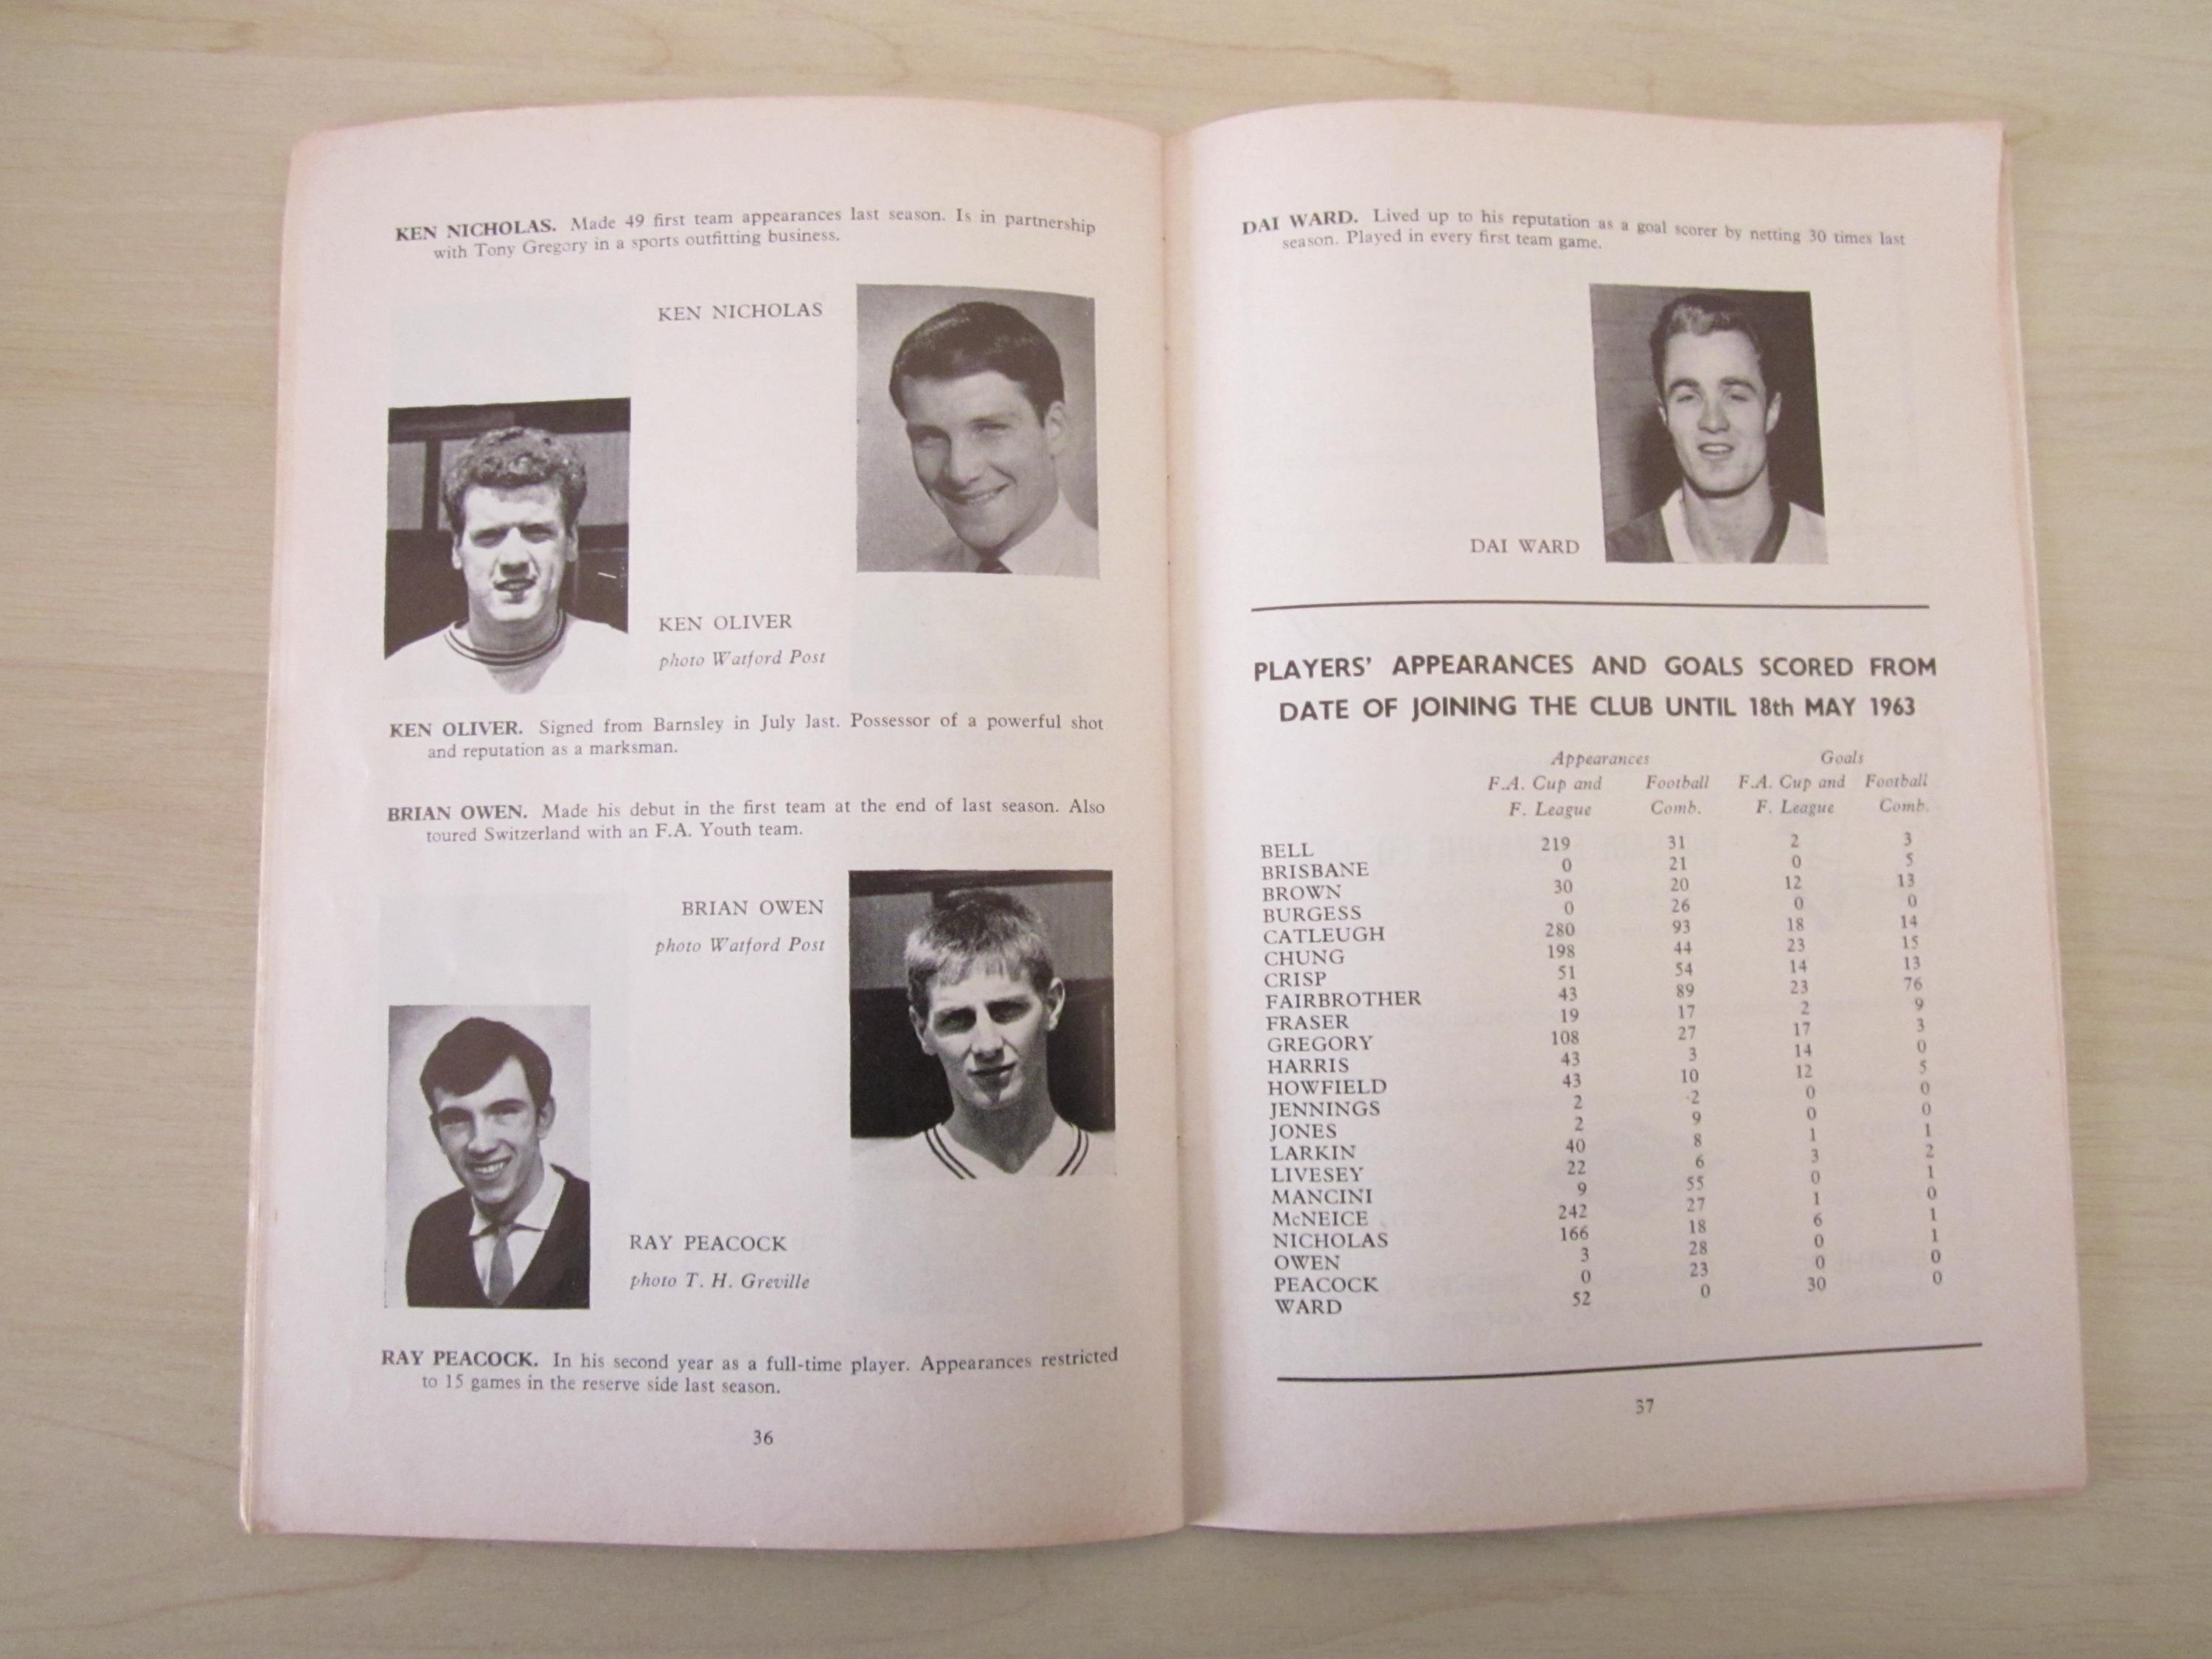 KEN NICHOLAS. Made 49 first team appearances last season. Is in partnership
with Tony Gregory in a sports outfitting business.
KEN NICHOLAS
KEN OLIVER
photo Watford Post
KEN OLIVER. Signed from Barnsley in July last. Possessor of a powerful shot
and reputation as a marksman.
BRIAN OWEN. Made his debut in the first team at the end of last season. Also
toured Switzerland with an F.A. Youth team.
BRIAN OWEN
photo Watford Post
RAY PEACOCK
photo T. H. Greville
RAY PEACOCK. In his second year as a full-time player. Appearances restricted
to 15 games in the reserve side last season.
36
DAI WARD. Lived up to his reputation as a goal scorer by netting 30 times last
season. Played in every first team game.
DAI WARD
PLAYERS' APPEARANCES AND GOALS SCORED FROM
DATE OF JOINING THE CLUB UNTIL 18th MAY 1963
Appearances Goals
F.A. Cup and Football F.A. Cup and Football
F. League Comb. F. League Comb.
BELL 219 31 2 3
BRISBANE 0 21 0 5
BROWN 30 20 12 13
BURGESS 0 26 0 0
CATLEUGH 280 93 18 14
CHUNG 198 44 23 15
CRISP 51 54 14 13
FAIRBROTHER 43 89 23 76
FRASER 19 17 2 9
GREGORY 108 27 17 3
HARRIS 43 3 14 0
HOWFIELD 43 10 12 5
JENNINGS 2 2 0 0
JONES 2 9 0 0
LARKIN 40 8 1 1
LIVESEY 22 6 3 2
MANCINI 9 55 0 1
McNEICE 242 27 1 0
NICHOLAS 166 18 6 1
OWEN 3 28 0 1
PEACOCK 0 23 0 0
WARD 52 0 30 0
37